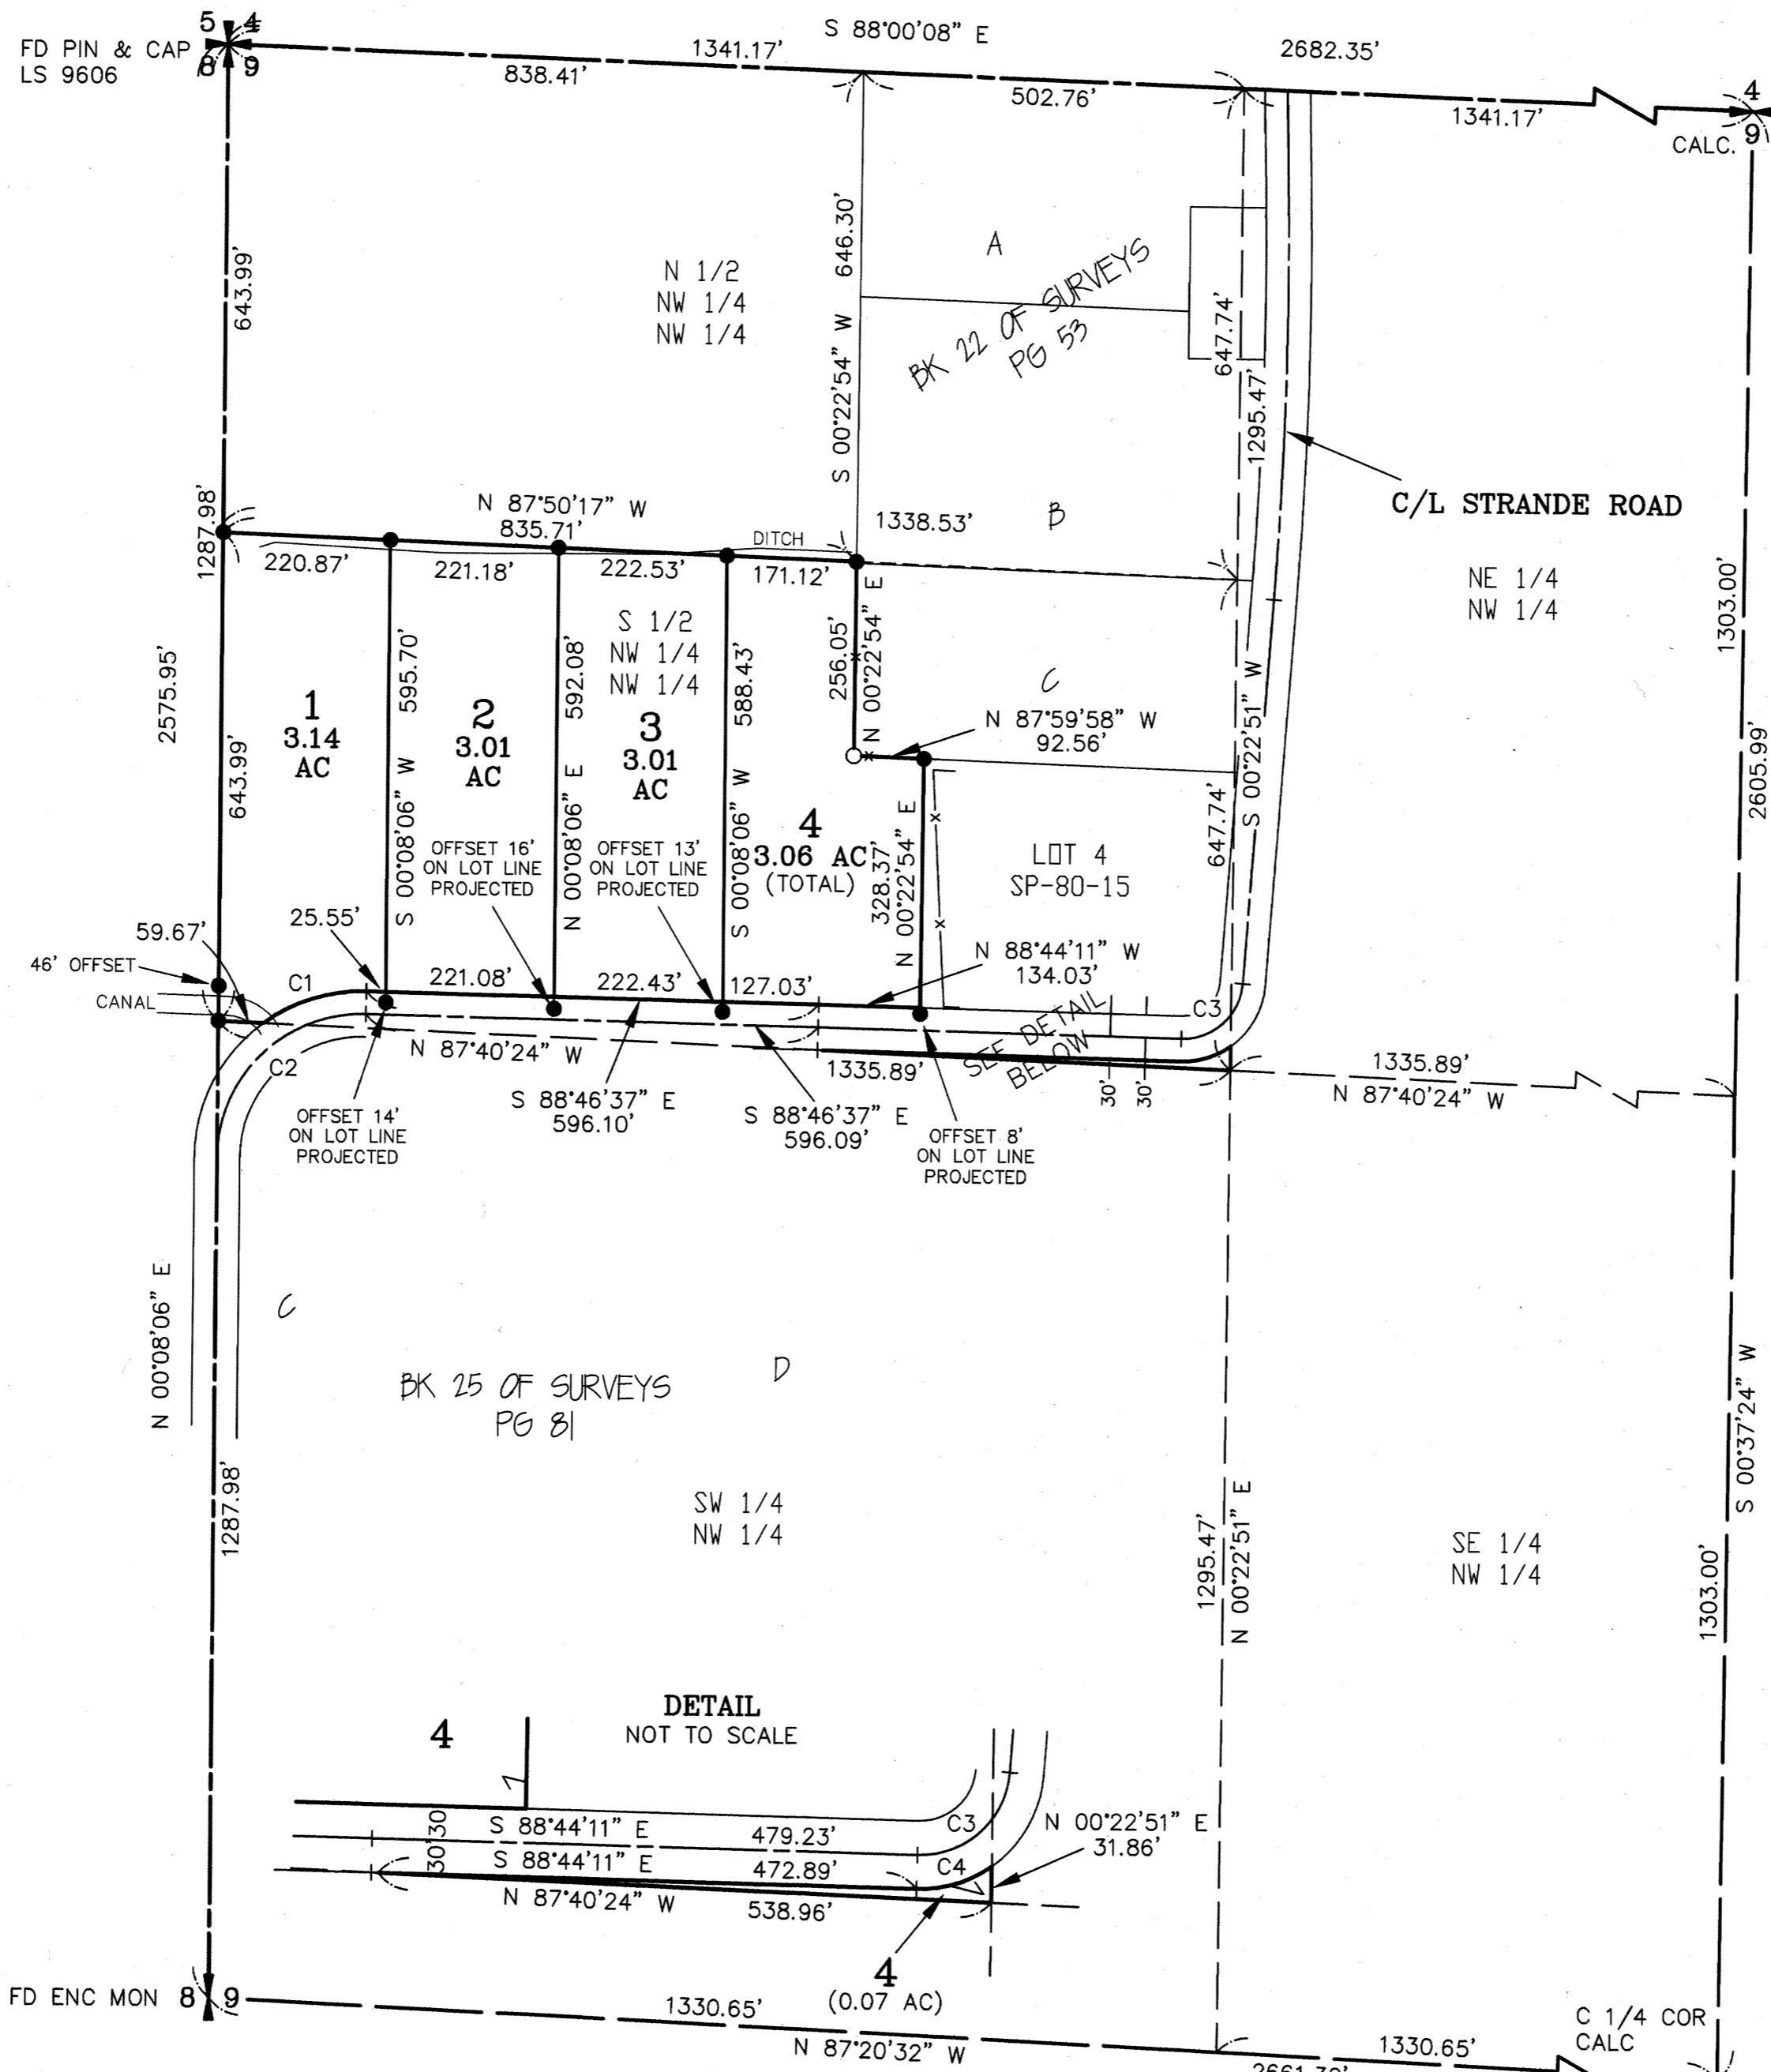 5 4
8 9
FD PIN & CAP
LS 9606
S 88°00'08" E
1341.17'
2682.35'
838.41'
502.76'
1341.17'
4
9
CALC.
643.99'
N 1/2
NW 1/4
NW 1/4
S 00°22'54" W 646.30'
A
BK 22 OF SURVEYS
PG 53
647.74'
1295.47'
C/L STRANDE ROAD
1287.98'
N 87°50'17" W
835.71'
DITCH
1338.53'
B
220.87'
221.18'
222.53'
171.12'
NE 1/4
NW 1/4
1303.00'
2575.95'
643.99'
1
3.14
AC
S 00°08'06" W 595.70'
2
3.01
AC
N 00°08'06" E 592.08'
S 1/2
NW 1/4
NW 1/4
3
3.01
AC
S 00°08'06" W 588.43'
256.05'
N 00°22'54" E
C
N 87°59'58" W
92.56'
S 00°22'51" W
2605.99'
4
3.06 AC
(TOTAL)
328.37'
N 00°22'54" E
LOT 4
SP-80-15
647.74'
OFFSET 16'
ON LOT LINE
PROJECTED
OFFSET 13'
ON LOT LINE
PROJECTED
59.67'
25.55'
46' OFFSET
CANAL
C1
221.08'
222.43'
127.03'
N 88°44'11" W
134.03'
C3
SEE DETAIL
BELOW
C2
N 87°40'24" W
1335.89'
30'
30'
1335.89'
N 87°40'24" W
OFFSET 14'
ON LOT LINE
PROJECTED
S 88°46'37" E
596.10'
S 88°46'37" E
596.09'
OFFSET 8'
ON LOT LINE
PROJECTED
N 00°08'06" E
C
D
BK 25 OF SURVEYS
PG 81
1287.98'
SW 1/4
NW 1/4
1295.47'
N 00°22'51" E
SE 1/4
NW 1/4
S 00°37'24" W
1303.00'
DETAIL
NOT TO SCALE
4
30'
30'
S 88°44'11" E
479.23'
C3
N 00°22'51" E
31.86'
S 88°44'11" E
472.89'
C4
N 87°40'24" W
538.96'
4
(0.07 AC)
FD ENC MON 8 9
1330.65'
N 87°20'32" W
C 1/4 COR
CALC
1330.65'